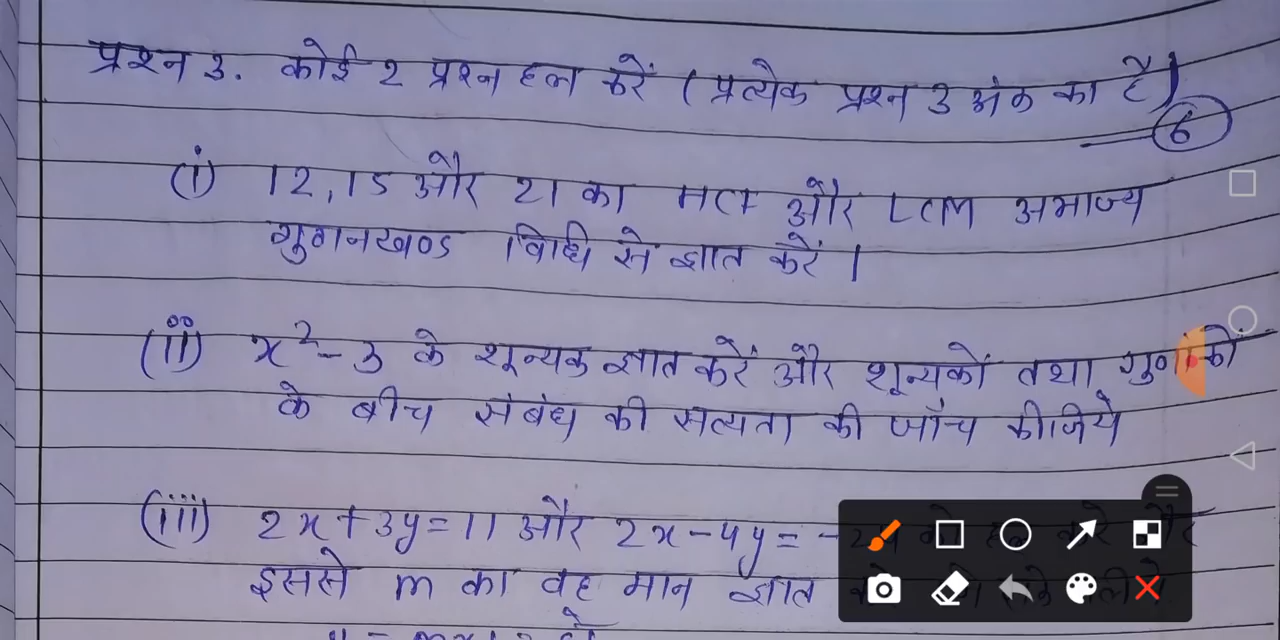 प्रश्न 3. कोई 2 प्रश्न हल करें (प्रत्येक प्रश्न 3 अंक का है)
6
(i) 12, 15 और 21 का HCF और LCM अभाज्य
गुणनखण्ड विधि से ज्ञात करें।
(ii) x²-3 के शून्यक ज्ञात करें और शून्यकों तथा
के बीच संबंध की सत्यता की जाँच कीजिये
(iii) 2x+3y=11 और 2x-4y=-
इससे m का वह मान ज्ञात